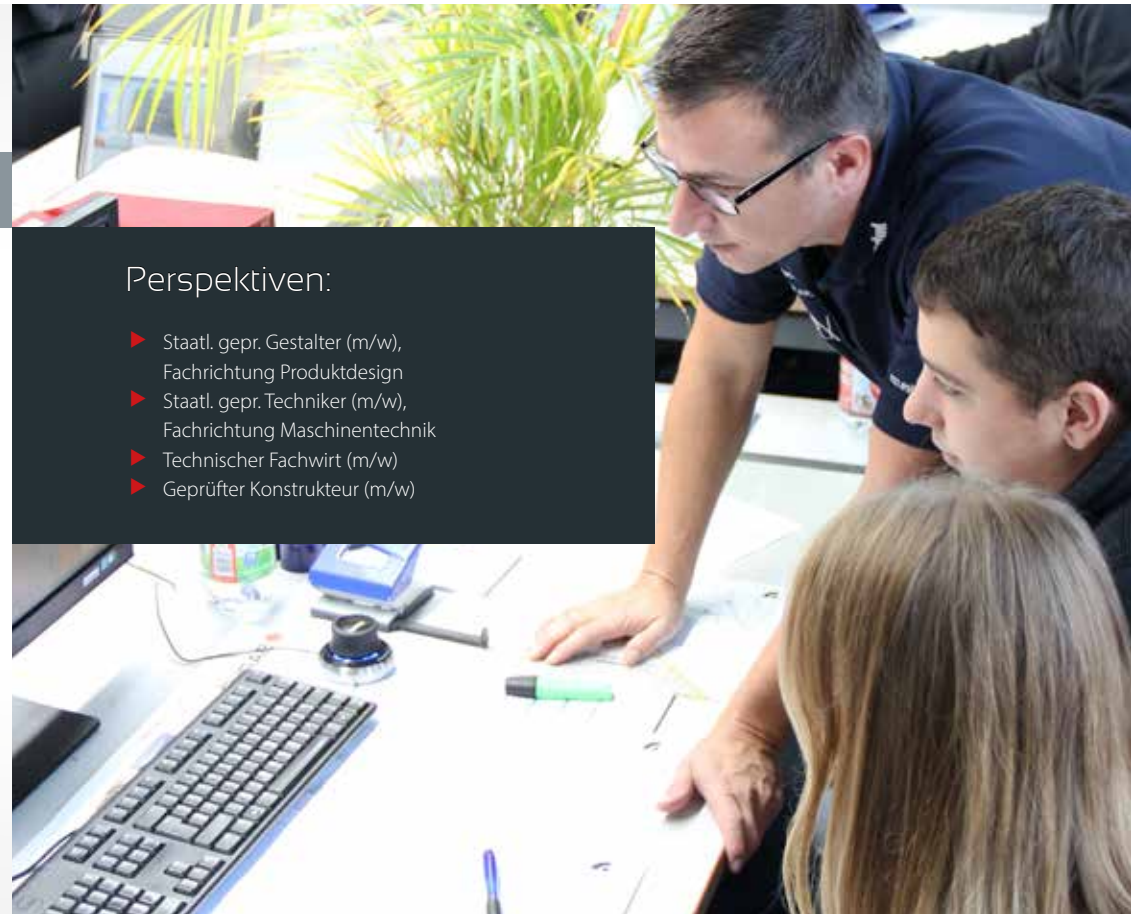 Perspektiven:
Staatl. gepr. Gestalter (m/w),
Fachrichtung Produktdesign
Staatl. gepr. Techniker (m/w),
Fachrichtung Maschinentechnik
Technischer Fachwirt (m/w)
Geprüfter Konstrukteur (m/w)